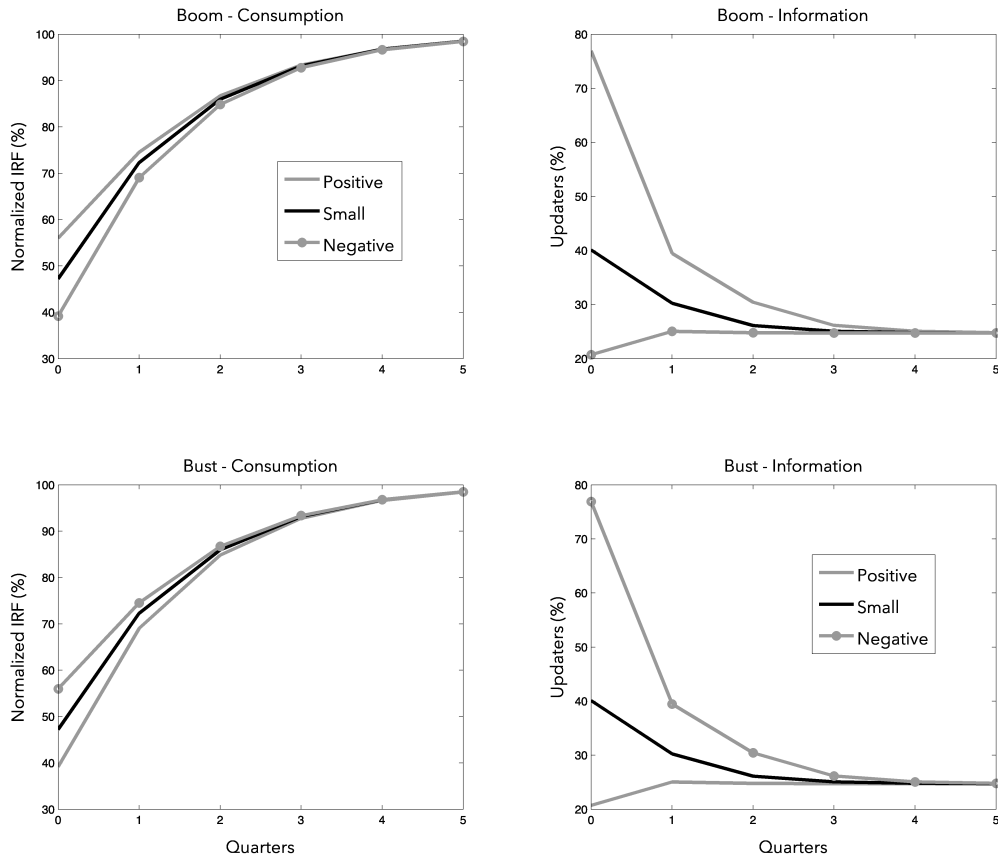 Boom - Consumption
Normalized IRF (%)
100
90
80
70
60
50
40
30
0 1 2 3 4 5
Positive
Small
Negative
Boom - Information
Updaters (%)
80
70
60
50
40
30
20
0 1 2 3 4 5
Bust - Consumption
Normalized IRF (%)
100
90
80
70
60
50
40
30
0 1 2 3 4 5
Quarters
Bust - Information
Updaters (%)
80
70
60
50
40
30
20
0 1 2 3 4 5
Positive
Small
Negative
Quarters